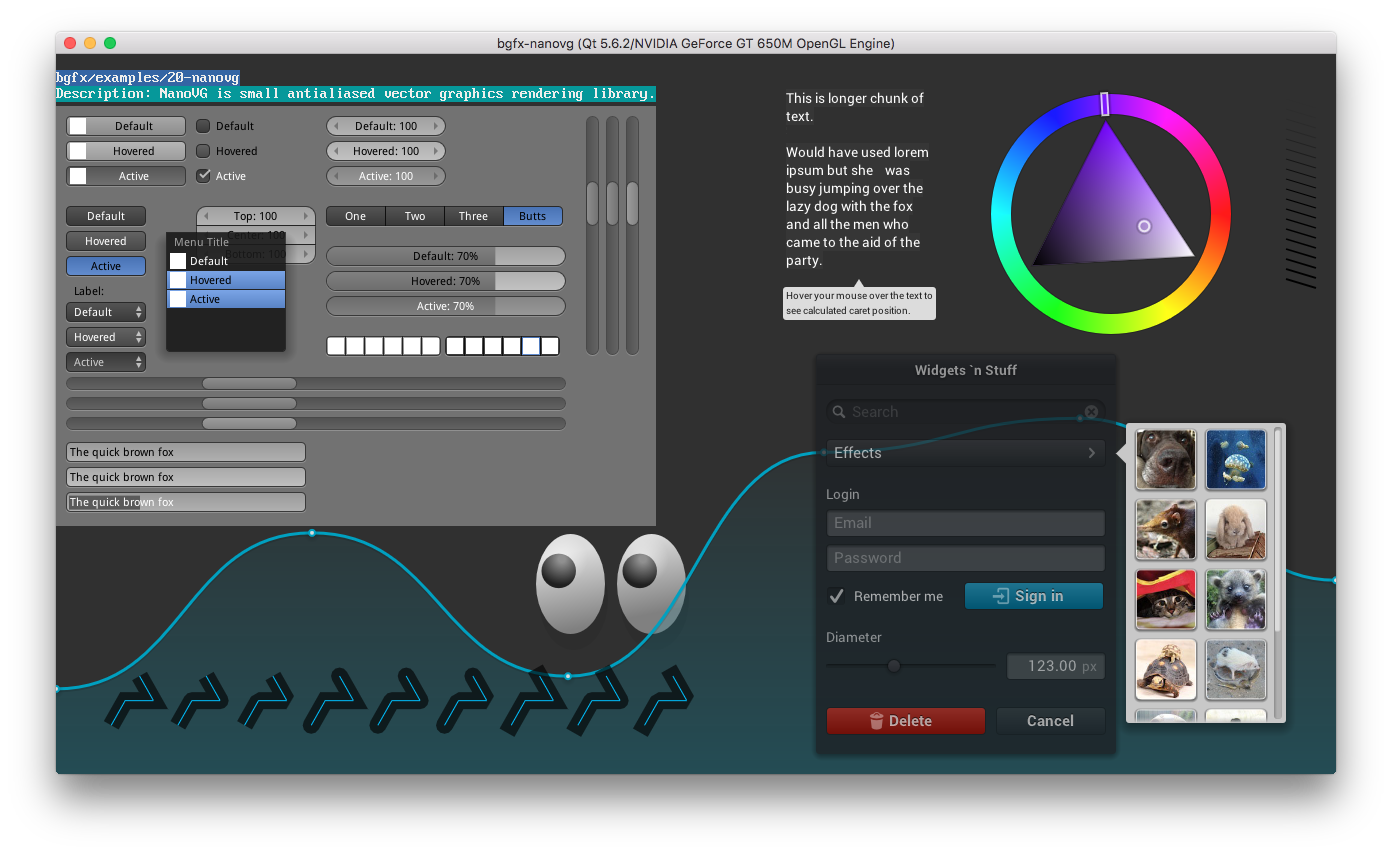 bgfx-nanovg (Qt 5.6.2/NVIDIA GeForce GT 650M OpenGL Engine)
bgfx/examples/20-nanovg
Description: NanoVG is small antialiased vector graphics rendering library.
Default
Default
Default: 100
Hovered
Hovered
Hovered: 100
Active
Active
Active: 100
Default
Top: 100
One
Two
Three
Butts
Hovered
Center: 100
Menu Title
Active
Bottom: 100
Default
Hovered
Active
Default: 70%
Hovered: 70%
Active: 70%
Label:
Default
Hovered
Active
The quick brown fox
The quick brown fox
The quick brown fox
This is longer chunk of
text.
Would have used lorem
ipsum but she was
busy jumping over the
lazy dog with the fox
and all the men who
came to the aid of the
party.
Hover your mouse over the text to
see calculated caret position.
Widgets `n Stuff
Search
Effects
Login
Email
Password
Remember me
Sign in
Diameter
123.00 px
Delete
Cancel